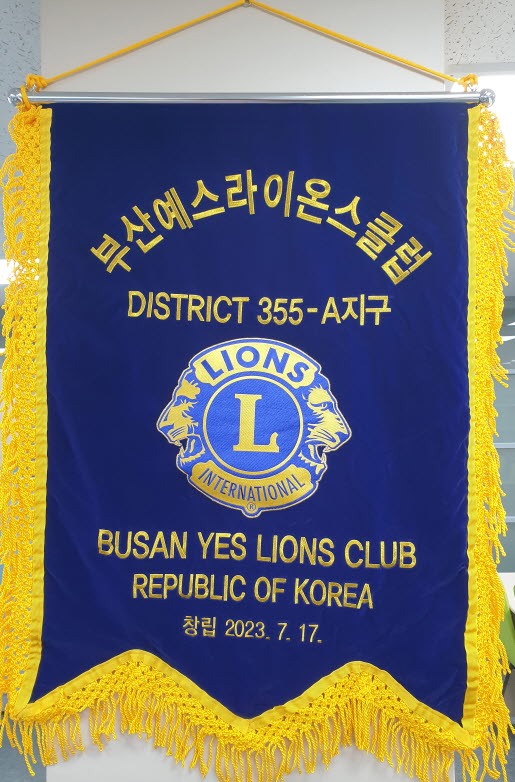 부산예스라이온스클럽
DISTRICT 355-A지구
LIONS
L
INTERNATIONAL
®
BUSAN YES LIONS CLUB
REPUBLIC OF KOREA
창립 2023. 7. 17.